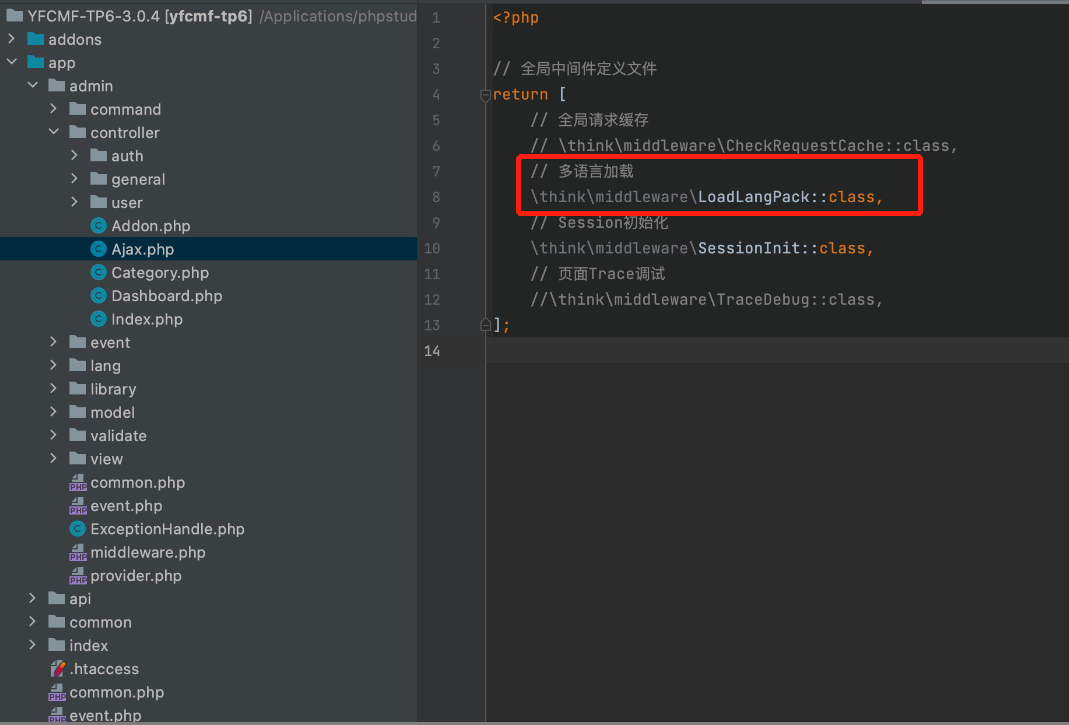 YFCMF-TP6-3.0.4 [yfcmf-tp6] /Applications/phpstud
addons
app
admin
command
controller
auth
general
user
Addon.php
Ajax.php
Category.php
Dashboard.php
Index.php
event
lang
library
model
validate
view
common.php
event.php
ExceptionHandle.php
middleware.php
provider.php
api
common
index
.htaccess
common.php
event.php
1 <?php
2
3 // 全局中间件定义文件
4 return [
5 // 全局请求缓存
6 // \think\middleware\CheckRequestCache::class,
7 // 多语言加载
8 \think\middleware\LoadLangPack::class,
9 // Session初始化
10 \think\middleware\SessionInit::class,
11 // 页面Trace调试
12 //\think\middleware\TraceDebug::class,
13 ];
14